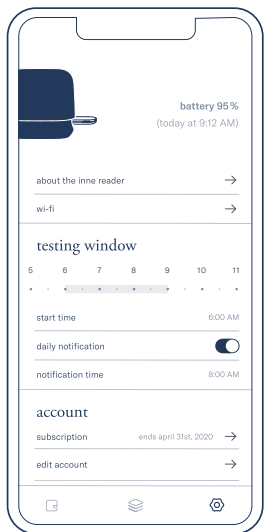 battery 95%
(today at 9:12 AM)
about the inne reader
wi-fi
testing window
5 6 7 8 9 10 11
start time 6:00 AM
daily notification
notification time 8:00 AM
account
subscription ends april 31st, 2020
edit account